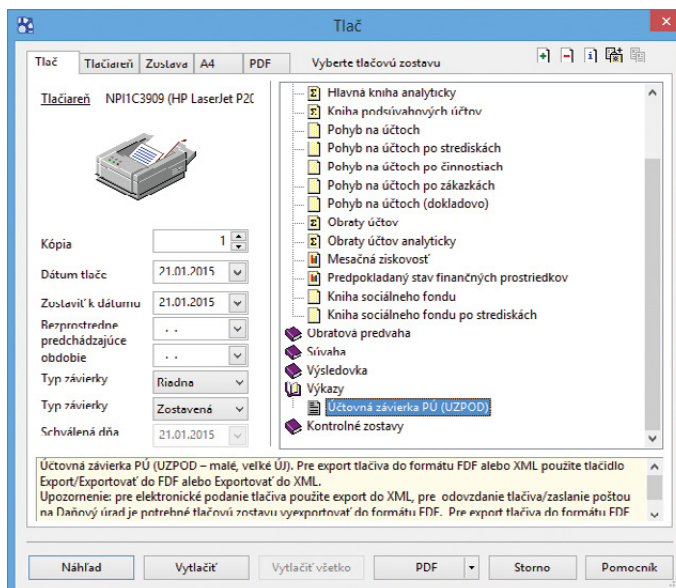 Tlač
Tlač Tlačiareň Zostava A4 PDF Vyberte tlačovú zostavu
Tlačiareň NPI1C3909 (HP LaserJet P20
Kópia 1
Dátum tlače 21.01.2015
Zostaviť k dátumu 21.01.2015
Bezprostredne . .
predchádzajúce
obdobie . .
Typ závierky Riadna
Typ závierky Zostavená
Schválená dňa 21.01.2015
Hlavná kniha analyticky
Kniha podsúvahových účtov
Pohyb na účtoch
Pohyb na účtoch po strediskách
Pohyb na účtoch po činnostiach
Pohyb na účtoch po zákazkách
Pohyb na účtoch (dokladovo)
Obraty účtov
Obraty účtov analyticky
Mesačná ziskovosť
Predpokladaný stav finančných prostriedkov
Kniha sociálneho fondu
Kniha sociálneho fondu po strediskách
Obratová predvaha
Súvaha
Výsledovka
Výkazy
Účtovná závierka PÚ (UZPOD)
Kontrolné zostavy
Účtovná závierka PÚ (UZPOD – malé, veľké ÚJ). Pre export tlačiva do formátu FDF alebo XML použite tlačidlo
Export/Exportovať do FDF alebo Exportovať do XML.
Upozornenie: pre elektronické podanie tlačiva použite export do XML, pre odovzdanie tlačiva/zaslanie poštou
na Daňový úrad je potrebné tlačovú zostavu vyexportovať do formátu FDF. Pre export tlačiva do formátu FDF
Náhľad Vytlačiť Vytlačiť všetko PDF Storno Pomocník